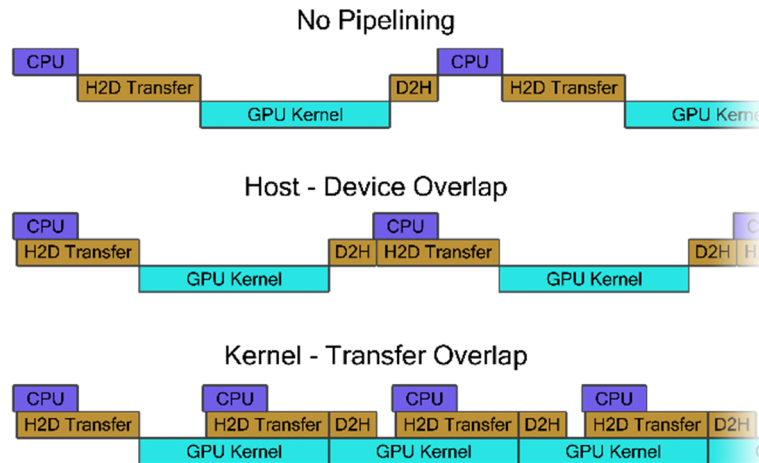 No Pipelining
CPU CPU
H2D Transfer D2H H2D Transfer
GPU Kernel GPU
Host - Device Overlap
CPU CPU
H2D Transfer D2H H2D Transfer D2H
GPU Kernel GPU Kernel
Kernel - Transfer Overlap
CPU CPU CPU CPU
H2D Transfer H2D Transfer D2H H2D Transfer D2H H2D Transfer D2H
GPU Kernel GPU Kernel GPU Kernel